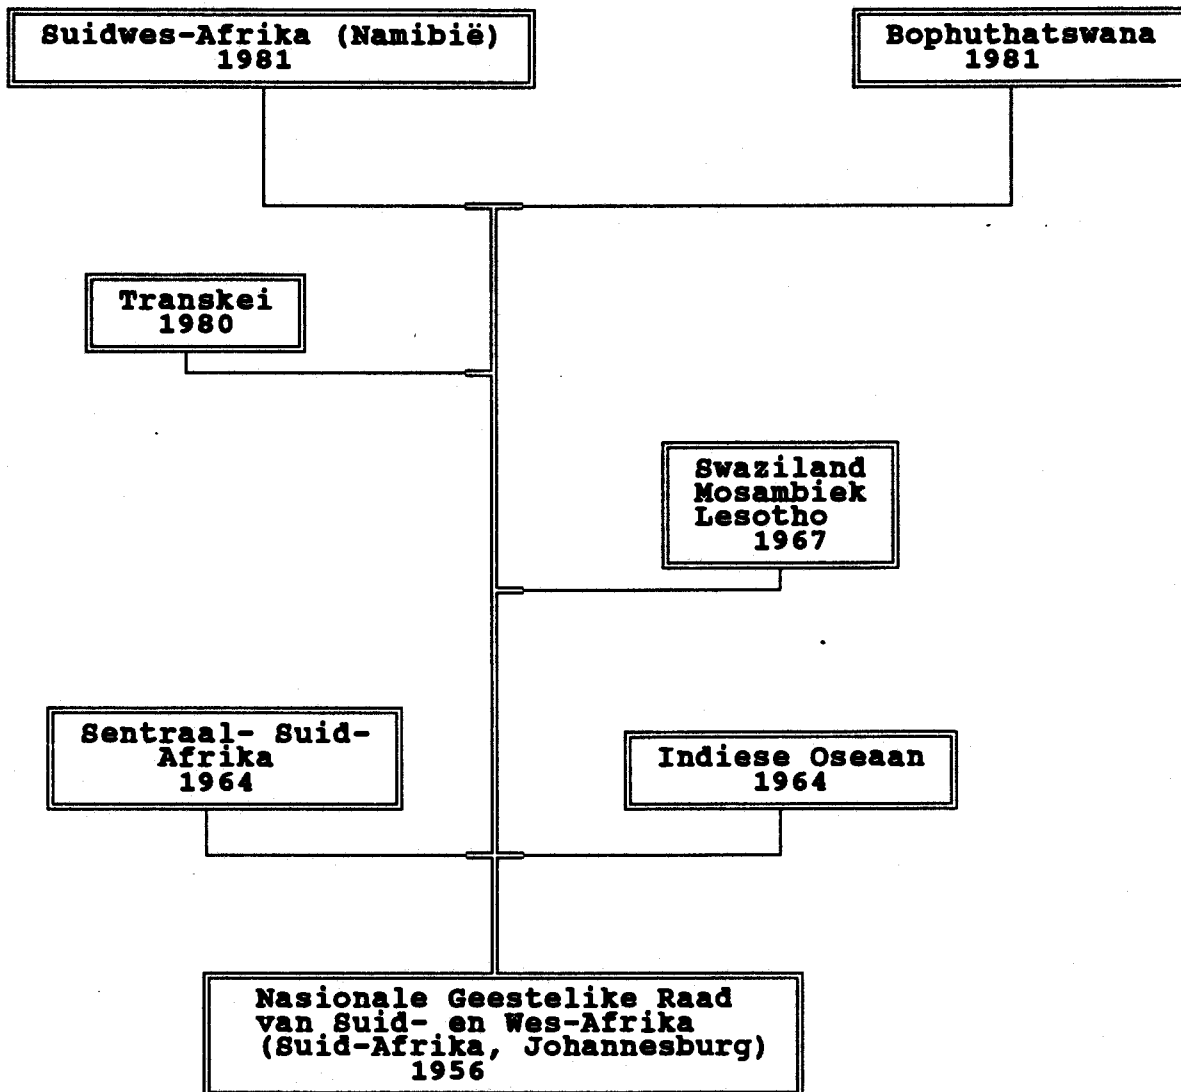 Suidwes-Afrika (Namibië)
1981
Bophuthatswana
1981
Transkei
1980
Swaziland
Mosambiek
Lesotho
1967
Sentraal- Suid-
Afrika
1964
Indiese Oseaan
1964
Nasionale Geestelike Raad
van Suid- en Wes-Afrika
(Suid-Afrika, Johannesburg)
1956